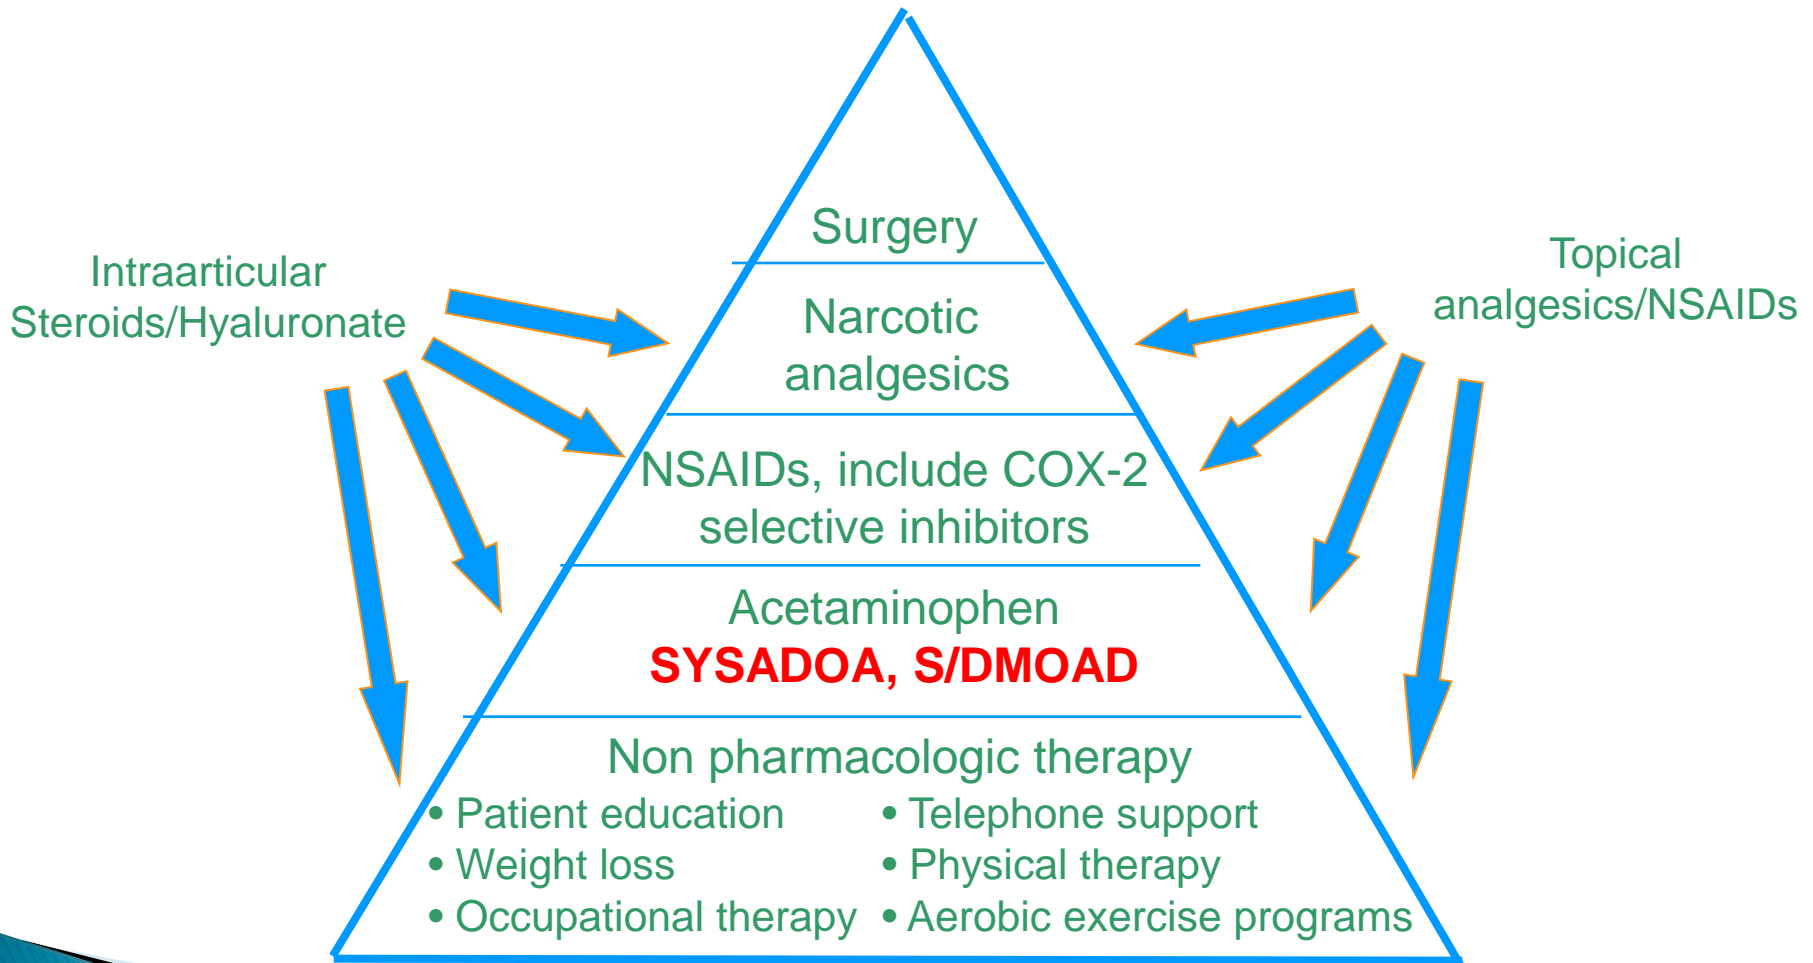 Surgery
Intraarticular
Steroids/Hyaluronate
Topical
analgesics/NSAIDs
Narcotic
analgesics
NSAIDs, include COX-2
selective inhibitors
Acetaminophen
SYSADOA, S/DMOAD
Non pharmacologic therapy
• Patient education
• Weight loss
• Occupational therapy
• Telephone support
• Physical therapy
• Aerobic exercise programs